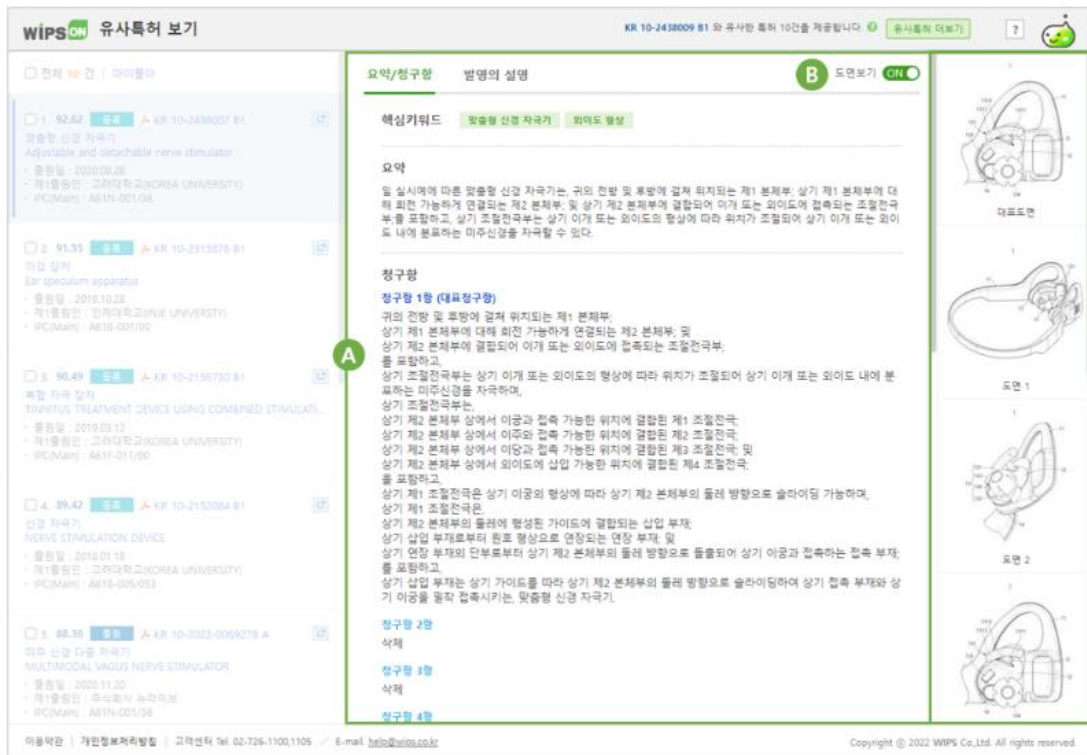 WIPS ON 유사특허 보기
KR 10-2438009 B1 와 유사한 특허 10건을 제공합니다.
유사특허 더보기
?
전체 10 건 | 마이폴더
1. 92.62 등록 KR 10-2438007 B1
맞춤형 신경 자극기
Adjustable and detachable nerve stimulator
- 출원일 : 2020.08.28
- 제1출원인 : 고려대학교(KOREA UNIVERSITY)
- IPC(Main) : A61N-001/36
2. 91.55 등록 KR 10-2315876 B1
이경 장치
Ear speculum apparatus
- 출원일 : 2019.10.28
- 제1출원인 : 인제대학교(INJE UNIVERSTY)
- IPC(Main) : A61B-001/00
3. 90.49 등록 KR 10-2156730 B1
복합 자극 장치
TINNITUS TREATMENT DEVICE USING COMBINED STIMULATI...
- 출원일 : 2019.03.13
- 제1출원인 : 고려대학교(KOREA UNIVERSITY)
- IPC(Main) : A61F-011/00
4. 89.42 등록 KR 10-2152084 B1
신경 자극기
NERVE STIMULATION DEVICE
- 출원일 : 2018.01.18
- 제1출원인 : 고려대학교(KOREA UNIVERSITY)
- IPC(Main) : A61B-005/053
5. 88.36 출원 KR 10-2022-0069278 A
미주 신경 다중 자극기
MULTIMODAL VAGUS NERVE STIMULATOR
- 출원일 : 2020.11.20
- 제1출원인 : 주식회사 뉴라이브
- IPC(Main) : A61N-001/36
요약/청구항
발명의 설명
B
도면보기 ON
핵심키워드
맞춤형 신경 자극기
외이도 형상
요약
일 실시예에 따른 맞춤형 신경 자극기는, 귀의 전방 및 후방에 걸쳐 위치되는 제1 본체부; 상기 제1 본체부에 대
해 회전 가능하게 연결되는 제2 본체부; 및 상기 제2 본체부에 결합되어 이개 또는 외이도에 접촉되는 조절전극
부;를 포함하고, 상기 조절전극부는 상기 이개 또는 외이도의 형상에 따라 위치가 조절되어 상기 이개 또는 외이
도 내에 분포하는 미주신경을 자극할 수 있다.
청구항
청구항 1항 (대표청구항)
귀의 전방 및 후방에 걸쳐 위치되는 제1 본체부;
상기 제1 본체부에 대해 회전 가능하게 연결되는 제2 본체부; 및
상기 제2 본체부에 결합되어 이개 또는 외이도에 접촉되는 조절전극부;
A
를 포함하고,
상기 조절전극부는 상기 이개 또는 외이도의 형상에 따라 위치가 조절되어 상기 이개 또는 외이도 내에 분
포하는 미주신경을 자극하며,
상기 조절전극부는,
상기 제2 본체부 상에서 이궁과 접촉 가능한 위치에 결합된 제1 조절전극;
상기 제2 본체부 상에서 이주와 접촉 가능한 위치에 결합된 제2 조절전극;
상기 제2 본체부 상에서 이당과 접촉 가능한 위치에 결합된 제3 조절전극; 및
상기 제2 본체부 상에서 외이도에 삽입 가능한 위치에 결합된 제4 조절전극;
을 포함하고,
상기 제1 조절전극은 상기 이궁의 형상에 따라 상기 제2 본체부의 둘레 방향으로 슬라이딩 가능하며,
상기 제1 조절전극은,
상기 제2 본체부의 둘레에 형성된 가이드에 결합되는 삽입 부재;
상기 삽입 부재로부터 원호 형상으로 연장되는 연장 부재; 및
상기 연장 부재의 단부로부터 상기 제2 본체부의 둘레 방향으로 돌출되어 상기 이궁과 접촉하는 접촉 부재;
를 포함하고,
상기 삽입 부재는 상기 가이드를 따라 상기 제2 본체부의 둘레 방향으로 슬라이딩하여 상기 접촉 부재와 상
기 이궁을 밀착 접촉시키는, 맞춤형 신경 자극기.
청구항 2항
삭제
청구항 3항
삭제
청구항 4항
대표도면
도면 1
도면 2
이용약관 | 개인정보처리방침 | 고객센터 Tel. 02-726-1100,1105 / E-mail. help@wips.co.kr
Copyright ⓒ 2022 WIPS Co.,Ltd. All rights reserved.